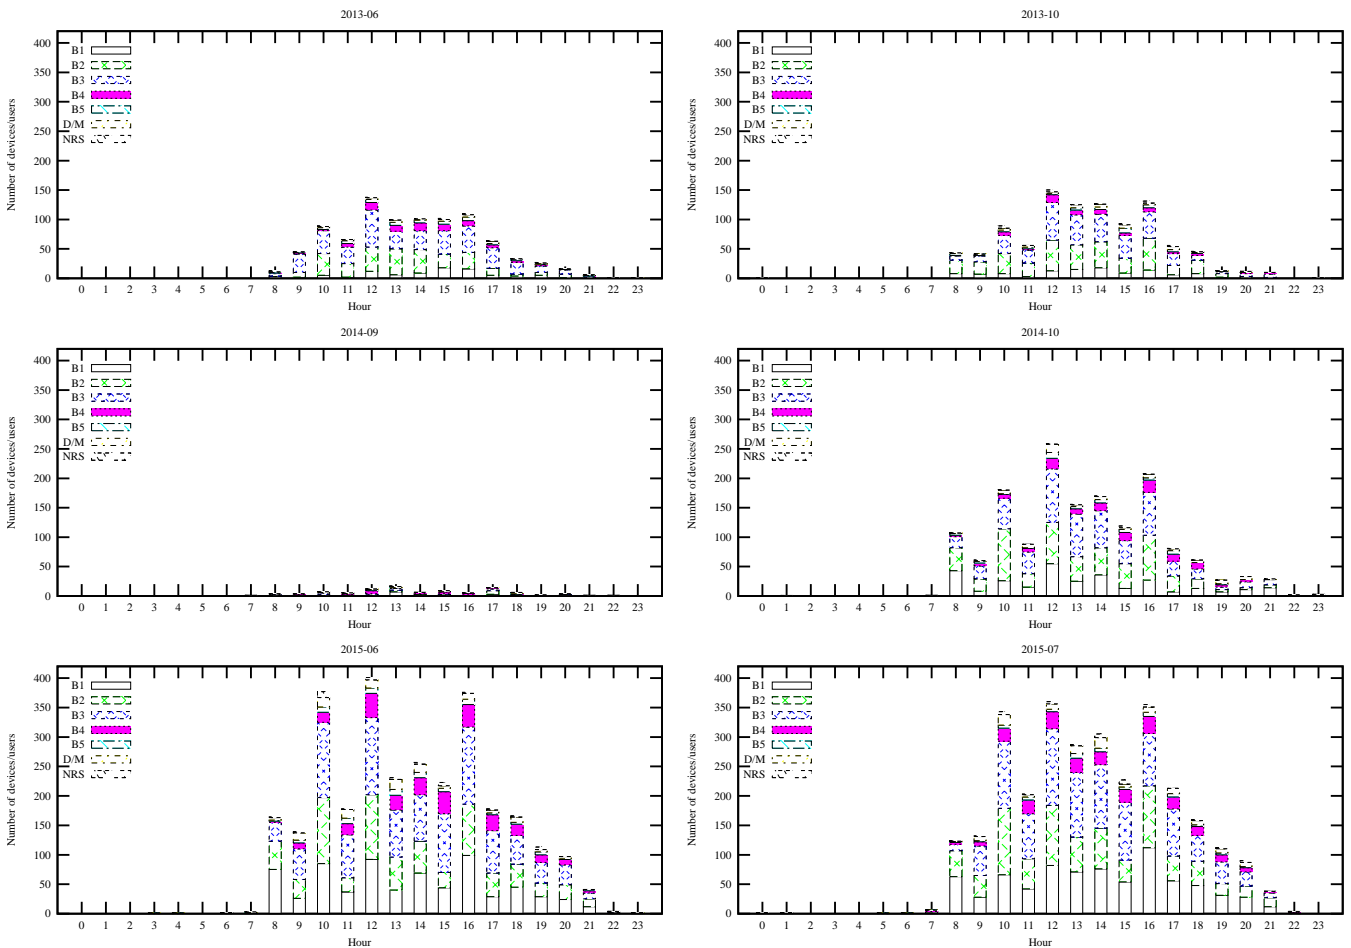 2013-06
Number of devices/users
400
350
300
250
200
150
100
50
0
B1
B2
B3
B4
B5
D/M
NRS
0 1 2 3 4 5 6 7 8 9 10 11 12 13 14 15 16 17 18 19 20 21 22 23
Hour
2013-10
Number of devices/users
400
350
300
250
200
150
100
50
0
B1
B2
B3
B4
B5
D/M
NRS
0 1 2 3 4 5 6 7 8 9 10 11 12 13 14 15 16 17 18 19 20 21 22 23
Hour
2014-09
Number of devices/users
400
350
300
250
200
150
100
50
0
B1
B2
B3
B4
B5
D/M
NRS
0 1 2 3 4 5 6 7 8 9 10 11 12 13 14 15 16 17 18 19 20 21 22 23
Hour
2014-10
Number of devices/users
400
350
300
250
200
150
100
50
0
B1
B2
B3
B4
B5
D/M
NRS
0 1 2 3 4 5 6 7 8 9 10 11 12 13 14 15 16 17 18 19 20 21 22 23
Hour
2015-06
Number of devices/users
400
350
300
250
200
150
100
50
0
B1
B2
B3
B4
B5
D/M
NRS
0 1 2 3 4 5 6 7 8 9 10 11 12 13 14 15 16 17 18 19 20 21 22 23
Hour
2015-07
Number of devices/users
400
350
300
250
200
150
100
50
0
B1
B2
B3
B4
B5
D/M
NRS
0 1 2 3 4 5 6 7 8 9 10 11 12 13 14 15 16 17 18 19 20 21 22 23
Hour